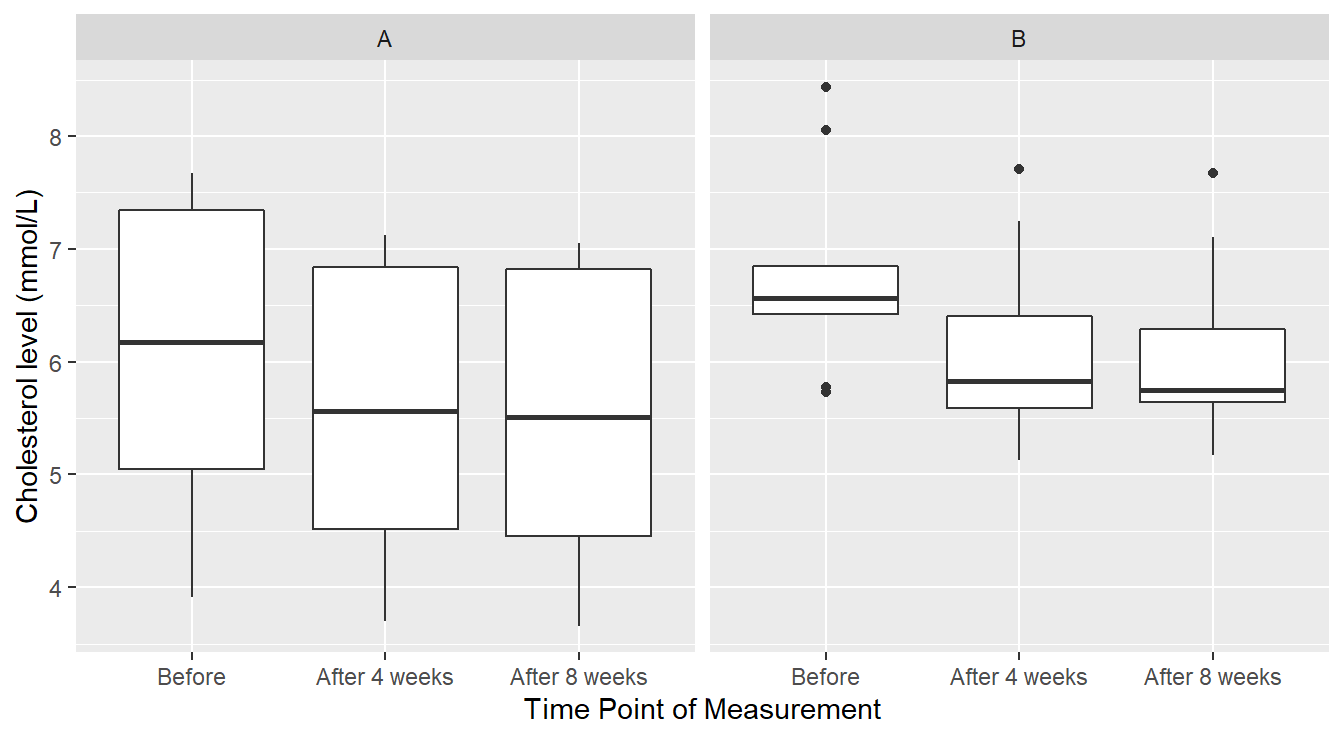 A
B
Cholesterol level (mmol/L)
8
7
6
5
4
Before
After 4 weeks
After 8 weeks
Before
After 4 weeks
After 8 weeks
Time Point of Measurement